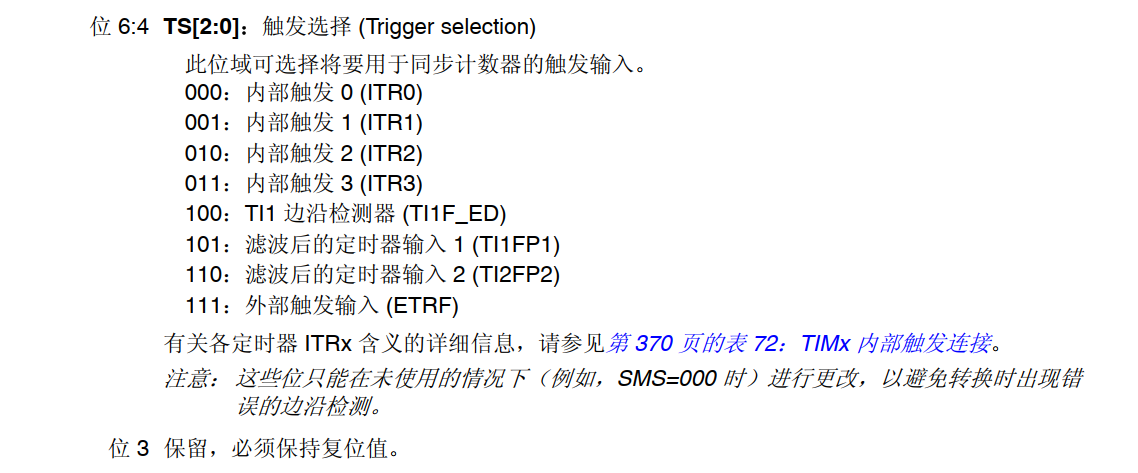 位 6:4 TS[2:0]：触发选择 (Trigger selection)
此位域可选择将要用于同步计数器的触发输入。
000：内部触发 0 (ITR0)
001：内部触发 1 (ITR1)
010：内部触发 2 (ITR2)
011：内部触发 3 (ITR3)
100：TI1 边沿检测器 (TI1F_ED)
101：滤波后的定时器输入 1 (TI1FP1)
110：滤波后的定时器输入 2 (TI2FP2)
111：外部触发输入 (ETRF)
有关各定时器 ITRx 含义的详细信息，请参见第 370 页的表 72：TIMx 内部触发连接。
注意： 这些位只能在未使用的情况下（例如，SMS=000 时）进行更改，以避免转换时出现错
误的边沿检测。
位 3 保留，必须保持复位值。